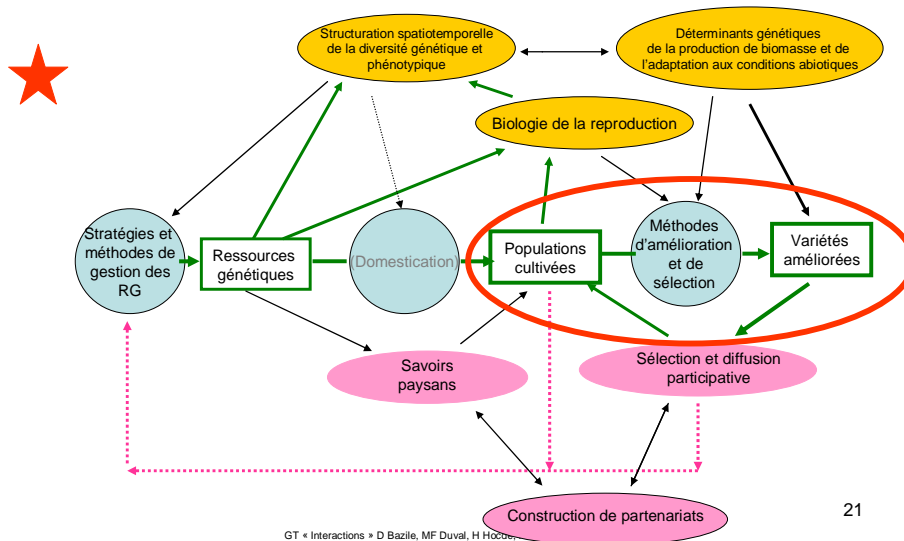 Structuration spatiotemporelle
de la diversité génétique et
phénotypique
Déterminants génétiques
de la production de biomasse et de
l'adaptation aux conditions abiotiques
Biologie de la reproduction
Stratégies et
méthodes de
gestion des
RG
Ressources
génétiques
(Domestication)
Populations
cultivées
Méthodes
d'amélioration
et de
sélection
Variétés
améliorées
Savoirs
paysans
Sélection et diffusion
participative
Construction de partenariats
21
GT « Interactions » D Bazile, MF Duval, H Hocdé,